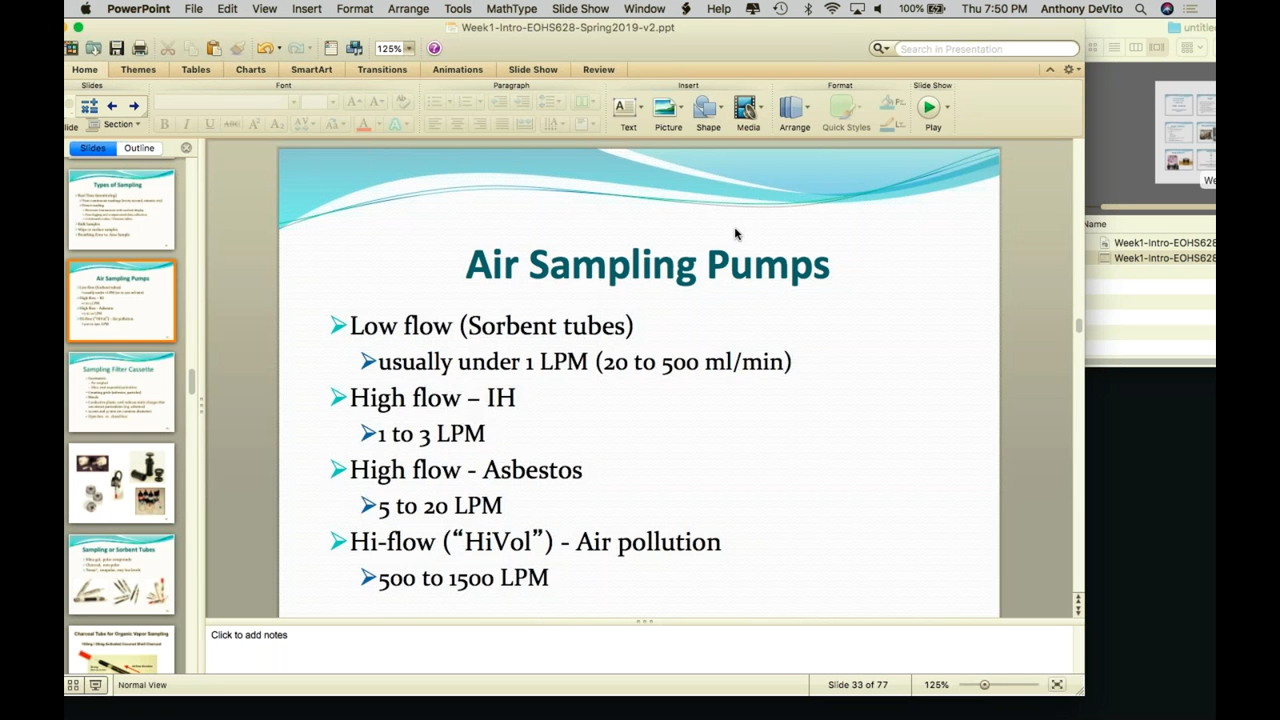 PowerPoint File Edit View Insert Format Arrange Tools Slide Show MathType Window Help 100% Thu 7:50 PM Anthony DeVito
Week1-Intro-EOHS628-Spring2019-v2.ppt
untitle
125% Search in Presentation
Home Themes Tables Charts SmartArt Transitions Animations Slide Show Review
Slides Font Paragraph Insert Format Slide Show
lide Section Text Picture Shape Media Arrange Quick Styles Play
Slides Outline
Types of Sampling
Air Sampling Pumps
Sampling Filter Cassette
Sampling or Sorbent Tubes
Charcoal Tube for Organic Vapor Sampling
Air Sampling Pumps
Low flow (Sorbent tubes)
usually under 1 LPM (20 to 500 ml/min)
High flow – IH
1 to 3 LPM
High flow - Asbestos
5 to 20 LPM
Hi-flow (“HiVol”) - Air pollution
500 to 1500 LPM
Click to add notes
Normal View Slide 33 of 77 125%
We
Name
Week1-Intro-EOHS628
Week1-Intro-EOHS628